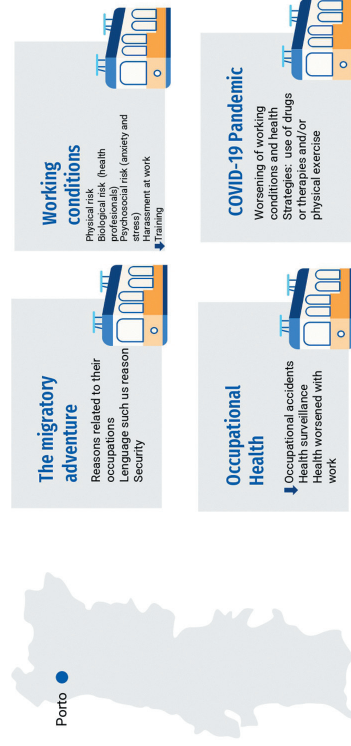 Porto
The migratory
adventure
Reasons related to their
occupations
Lenguage such us reason
Security
Working
conditions
Physical risk
Biological risk (health
profesionals)
Psychosocial risk (anxiety and
stress)
Harassment at work
Training
Occupational
Health
Occupational accidents
Health surveillance
Health worsened with
work
COVID-19 Pandemic
Worsening of working
conditions and health
Strategies: use of drugs
or therapies and/or
physical exercise